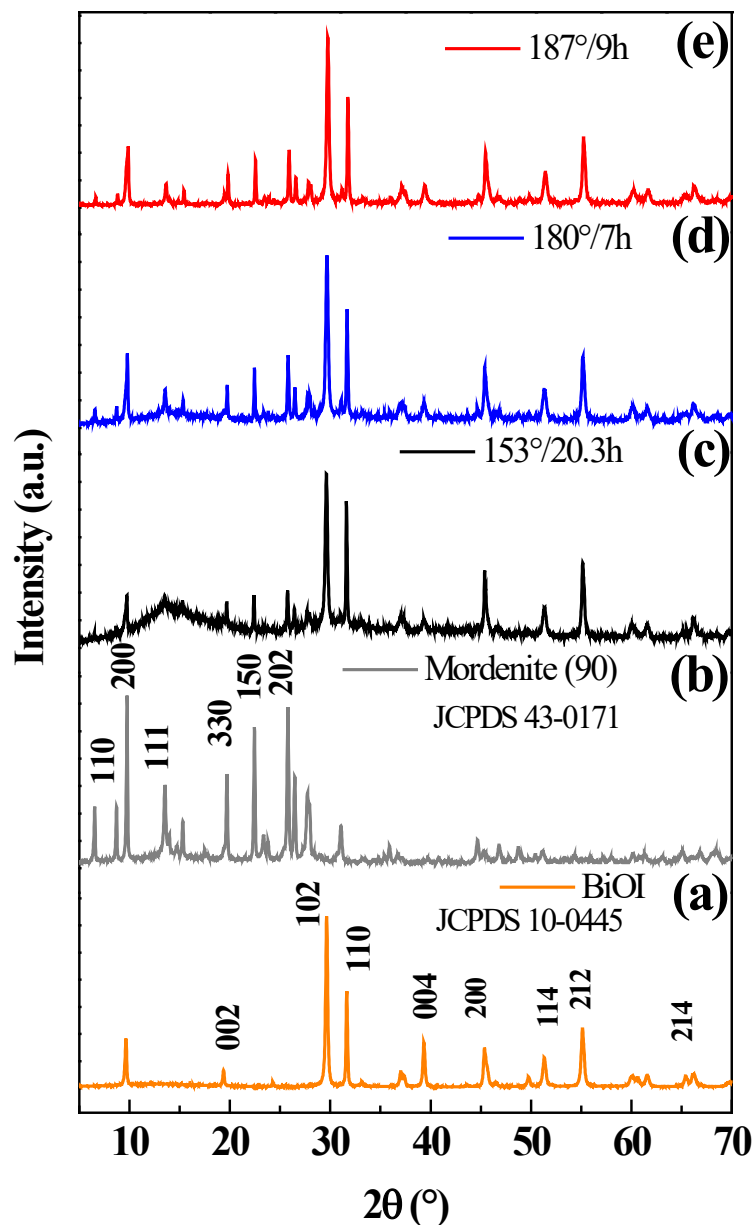 187°/9h
(e)
180°/7h
(d)
153°/20.3h
(c)
Mordenite (90)
JCPDS 43-0171
(b)
110
200
111
330
150
202
BiOI
JCPDS 10-0445
(a)
002
102
110
004
200
114
212
214
10
20
30
40
50
60
70
2θ (°)
Intensity (a.u.)